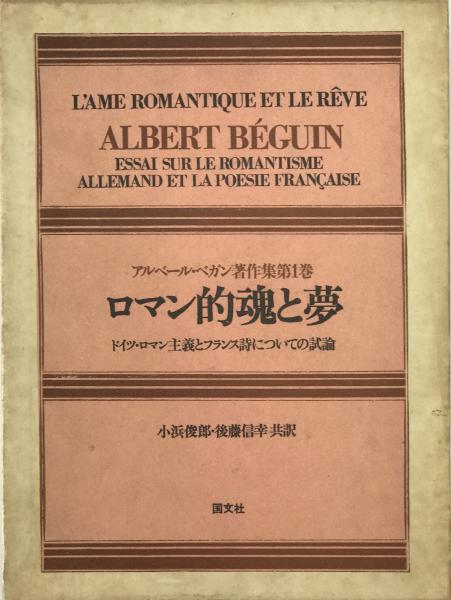 L'AME ROMANTIQUE ET LE RÊVE
ALBERT BÉGUIN
ESSAI SUR LE ROMANTISME
ALLEMAND ET LA POESIE FRANÇAISE
アルベール・ベガン著作集第1巻
ロマン的魂と夢
ドイツ・ロマン主義とフランス詩についての試論
小浜俊郎・後藤信幸共訳
国文社